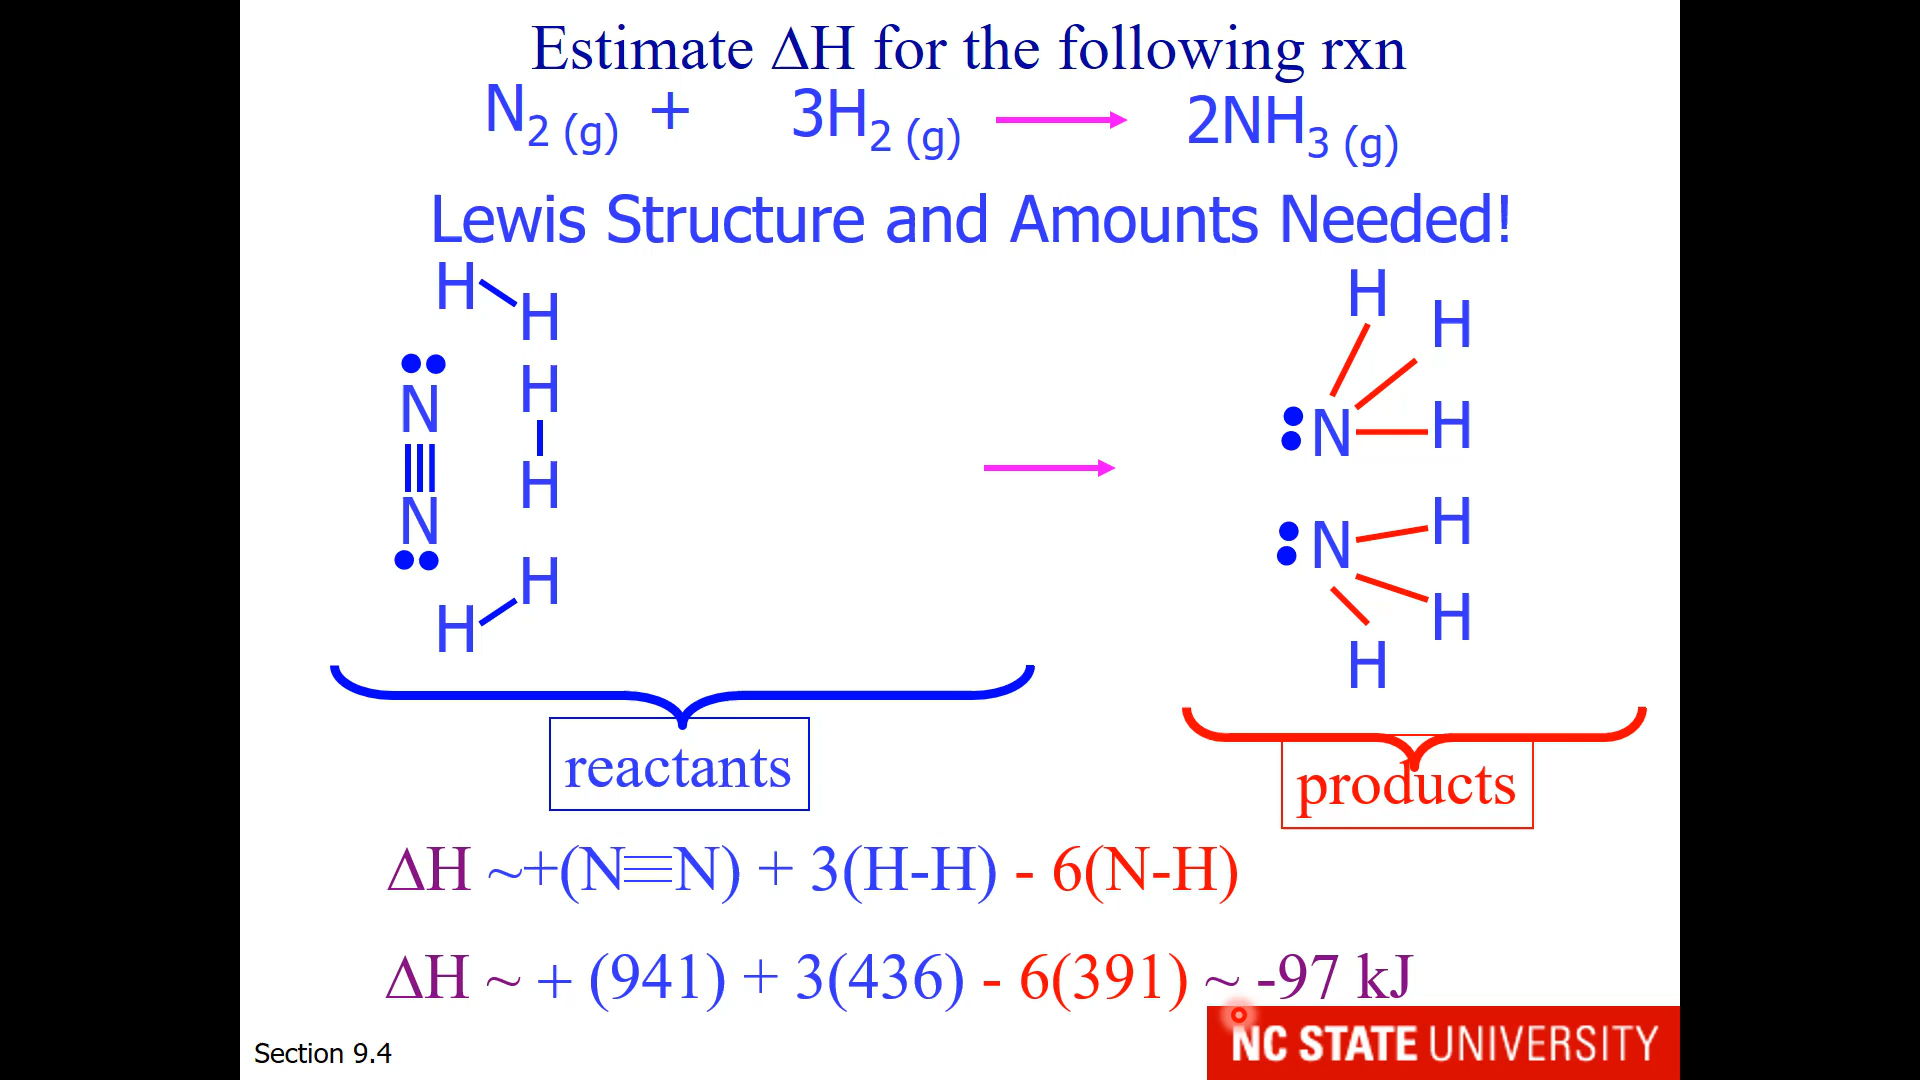 Estimate ΔH for the following rxn
N2 (g) + 3H2 (g) → 2NH3 (g)
Lewis Structure and Amounts Needed!
H H
H
N H
N
H H
H H
N H
N H
H
H
reactants
products
ΔH ~+(N≡N) + 3(H-H) - 6(N-H)
ΔH ~ + (941) + 3(436) - 6(391) ~ -97 kJ
Section 9.4
NC STATE UNIVERSITY